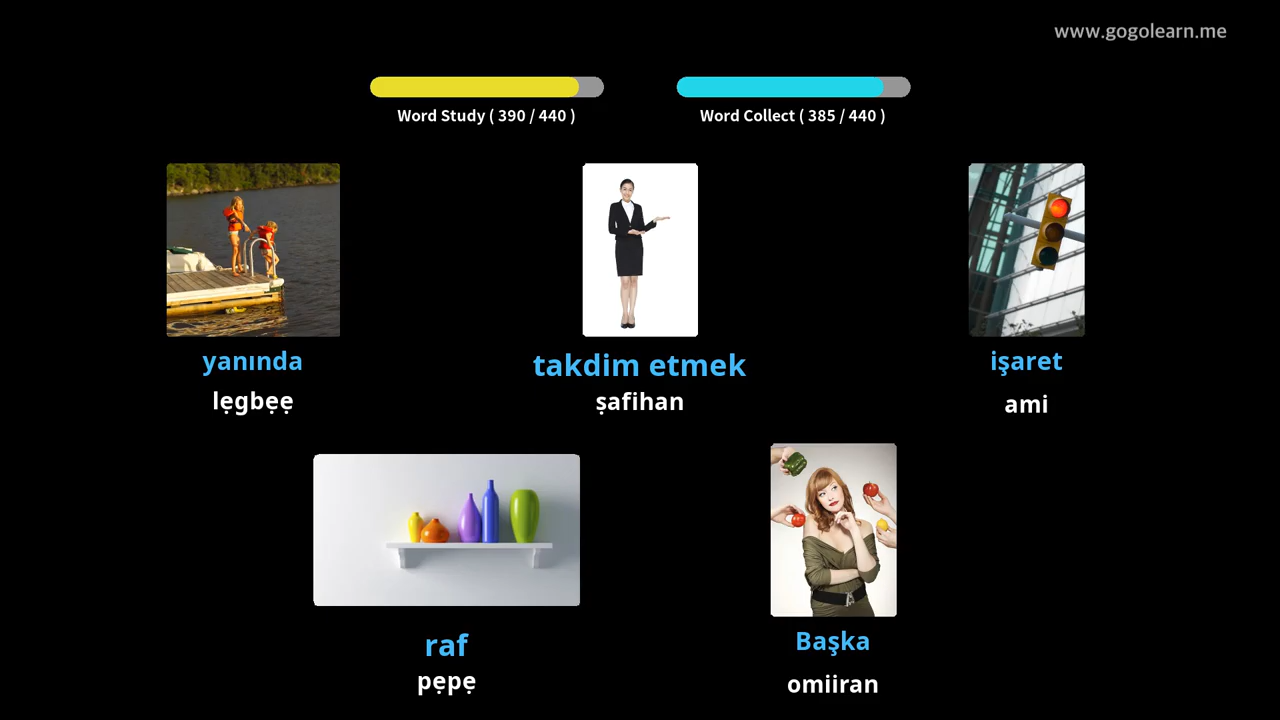 www.gogolearn.me
Word Study ( 390 / 440 )
Word Collect ( 385 / 440 )
yanında
lẹgbẹẹ
takdim etmek
ṣafihan
işaret
ami
raf
pẹpẹ
Başka
omiiran